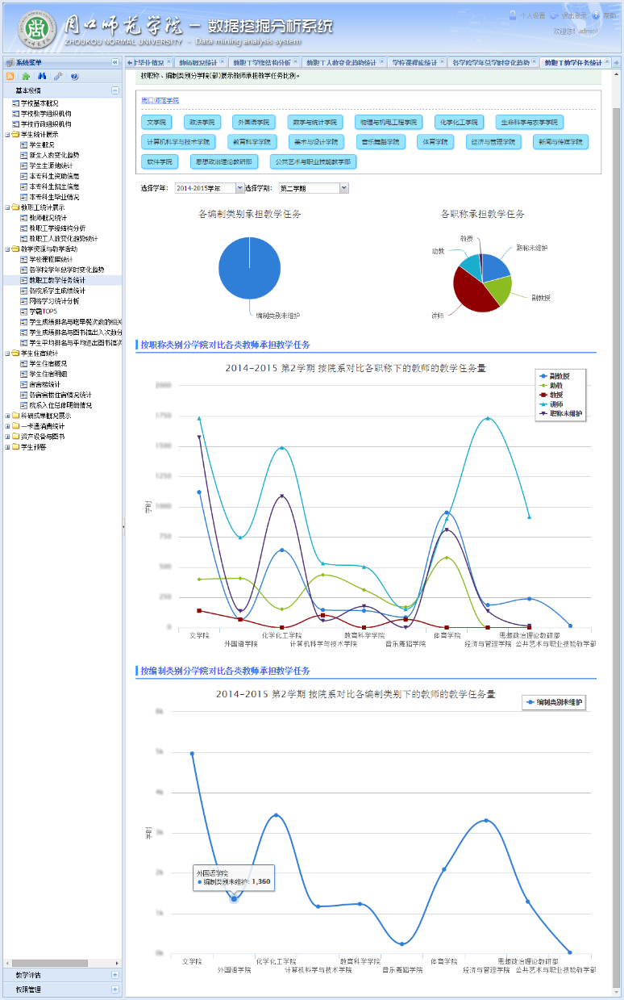 周口师范学院 - 数据挖掘分析系统
ZHOUKOU NORMAL UNIVERSITY - Data mining analysis system
个人设置 退出登录 帮助
欢迎您! admin!
系统菜单
基本校情
学校基本概况
学校教学组织机构
学校行政组织机构
学生统计展示
学生概况
新生人数变化趋势
学生生源地统计
本专科生资助信息
本专科生招生信息
本专科生毕业情况
教职工统计展示
教师概况统计
教职工学缘结构分析
教职工人数变化趋势统计
教学资源与教学活动
学校课程库统计
各学院学年总学时变化趋势
教职工教学任务统计
各院系学生成绩统计
网络学习统计分析
学霸TOP5
学生成绩排名与吃早餐次数的相关
学生成绩排名与图书馆出入次数分
学生平均排名与平均进出图书馆次
学生住宿统计
学生住宿概况
学生住宿明细
宿舍楼统计
各宿舍楼住宿情况统计
院系入住总体明细情况
科研成果概况展示
一卡通消费统计
资产设备与图书
学生预警
教学评估
权限管理
生毕业情况 教师概况统计 教职工学缘结构分析 教职工人数变化趋势统计 学校课程库统计 各学院学年总学时变化趋势 教职工教学任务统计
按职称、编制类别分学院(部)展示教师承担教学任务比例。
周口师范学院
文学院 政法学院 外国语学院 数学与统计学院 物理与机电工程学院 化学化工学院 生命科学与农学学院
计算机科学与技术学院 教育科学学院 美术与设计学院 音乐舞蹈学院 体育学院 经济与管理学院 新闻与传媒学院
软件学院 思想政治理论教研部 公共艺术与职业技能教学部
选择学年: 2014-2015学年 选择学期: 第二学期
各编制类别承担教学任务
编制类别未维护
各职称承担教学任务
教授
职称未维护
助教
副教授
讲师
按职称类别分学院对比各类教师承担教学任务
2014-2015 第2学期 按院系对比各职称下的教师的教学任务量
副教授
助教
教授
讲师
职称未维护
2000
1750
1500
1250
1000
750
500
250
0
学时
文学院 化学化工学院 教育科学学院 体育学院 思想政治理论教研部
外国语学院 计算机科学与技术学院 音乐舞蹈学院 经济与管理学院 公共艺术与职业技能教学部
按编制类别分学院对比各类教师承担教学任务
2014-2015 第2学期 按院系对比各编制类别下的教师的教学任务量
编制类别未维护
6k
5k
4k
3k
2k
1k
0k
学时
外国语学院
编制类别未维护: 1,360
文学院 化学化工学院 教育科学学院 体育学院 思想政治理论教研部
外国语学院 计算机科学与技术学院 音乐舞蹈学院 经济与管理学院 公共艺术与职业技能教学部